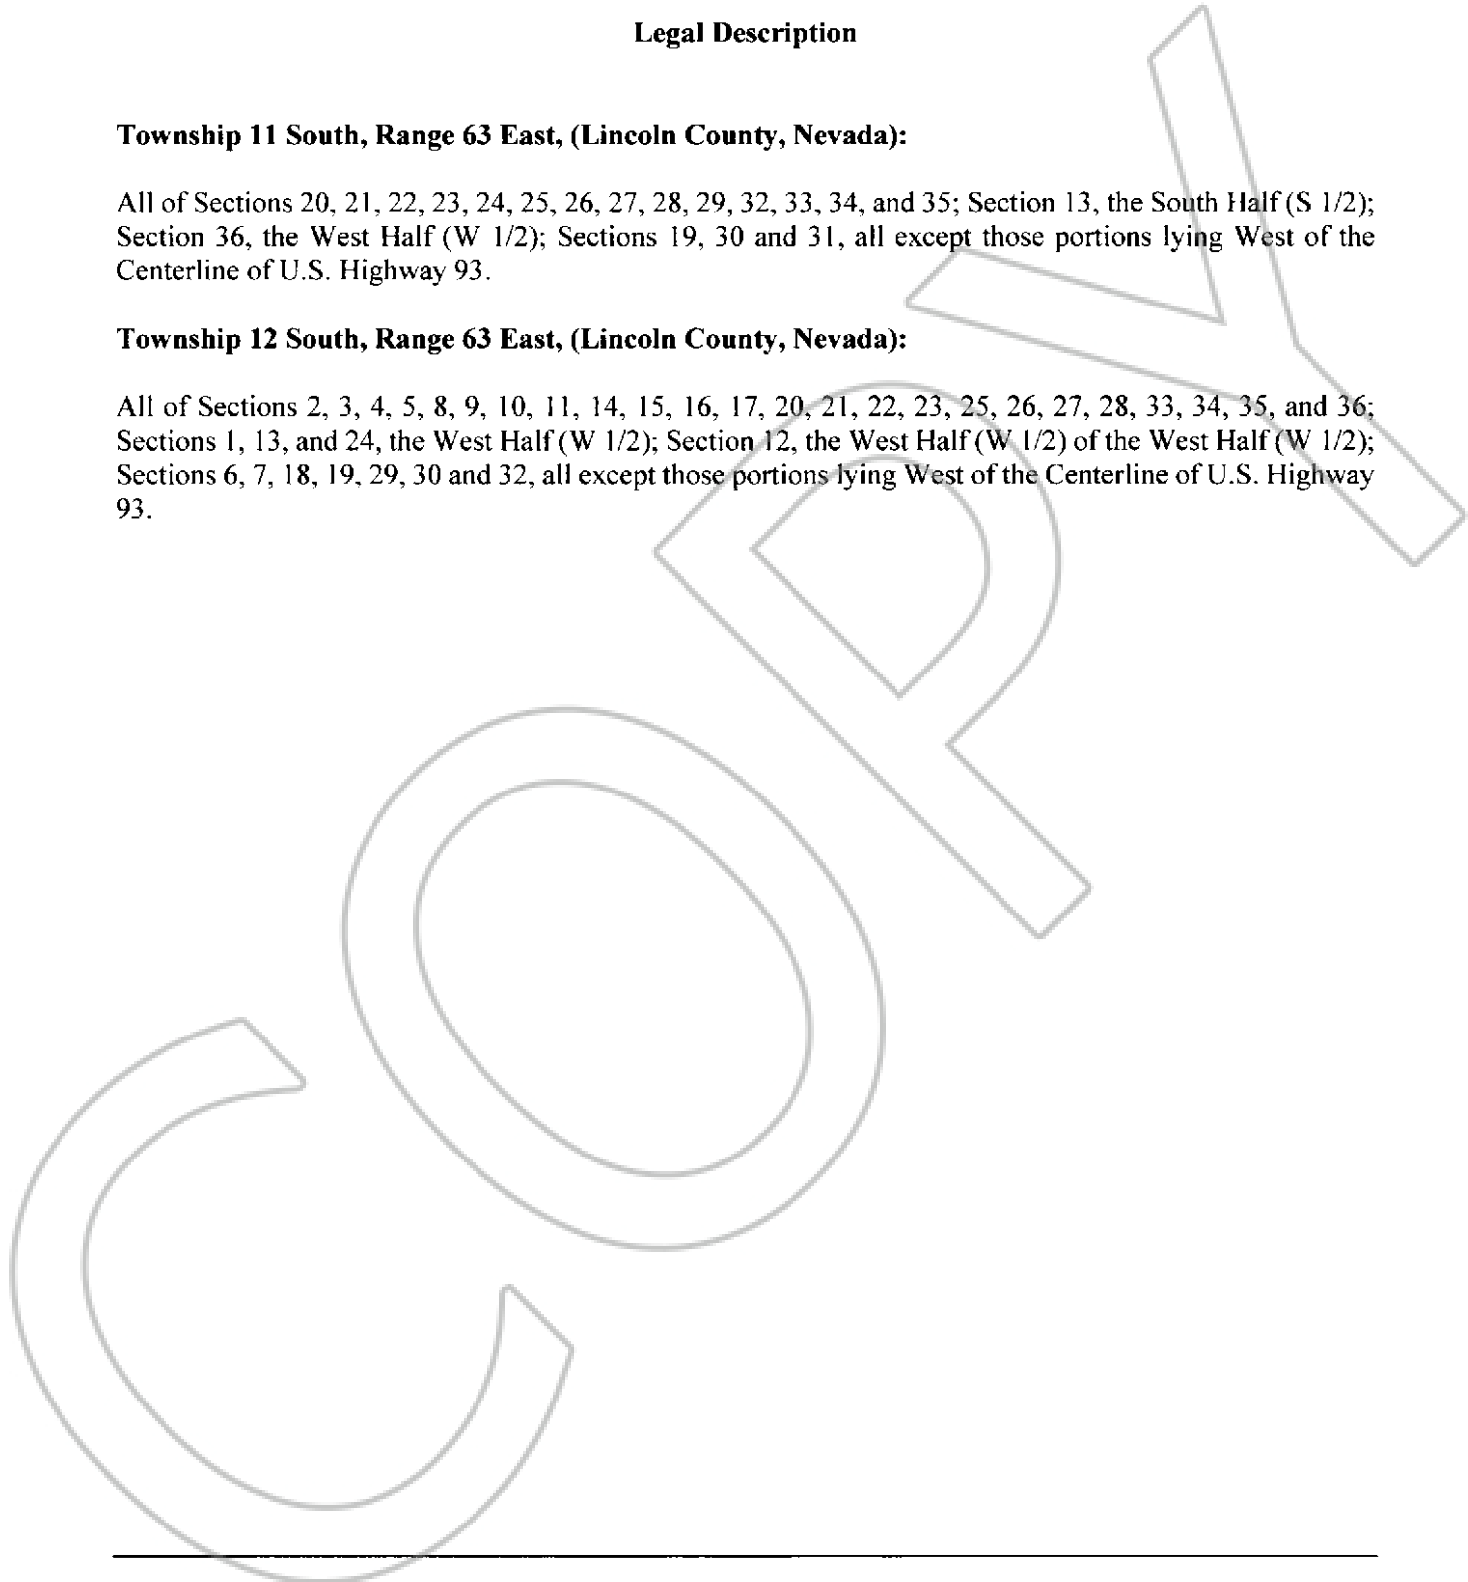 Legal Description
Township 11 South, Range 63 East, (Lincoln County, Nevada):
All of Sections 20, 21, 22, 23, 24, 25, 26, 27, 28, 29, 32, 33, 34, and 35; Section 13, the South Half (S 1/2);
Section 36, the West Half (W 1/2); Sections 19, 30 and 31, all except those portions lying West of the
Centerline of U.S. Highway 93.
Township 12 South, Range 63 East, (Lincoln County, Nevada):
All of Sections 2, 3, 4, 5, 8, 9, 10, 11, 14, 15, 16, 17, 20, 21, 22, 23, 25, 26, 27, 28, 33, 34, 35, and 36;
Sections 1, 13, and 24, the West Half (W 1/2); Section 12, the West Half (W 1/2) of the West Half (W 1/2);
Sections 6, 7, 18, 19, 29, 30 and 32, all except those portions lying West of the Centerline of U.S. Highway
93.
COPY